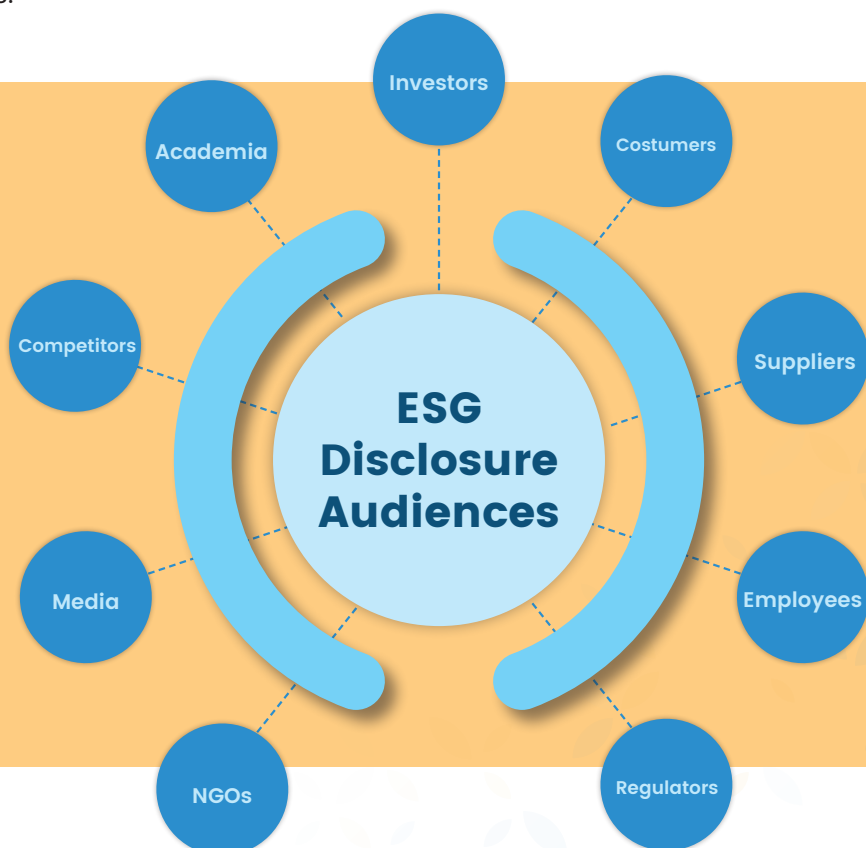 Investors
Costumers
Academia
Suppliers
Competitors
ESG
Disclosure
Audiences
Employees
Media
Regulators
NGOs